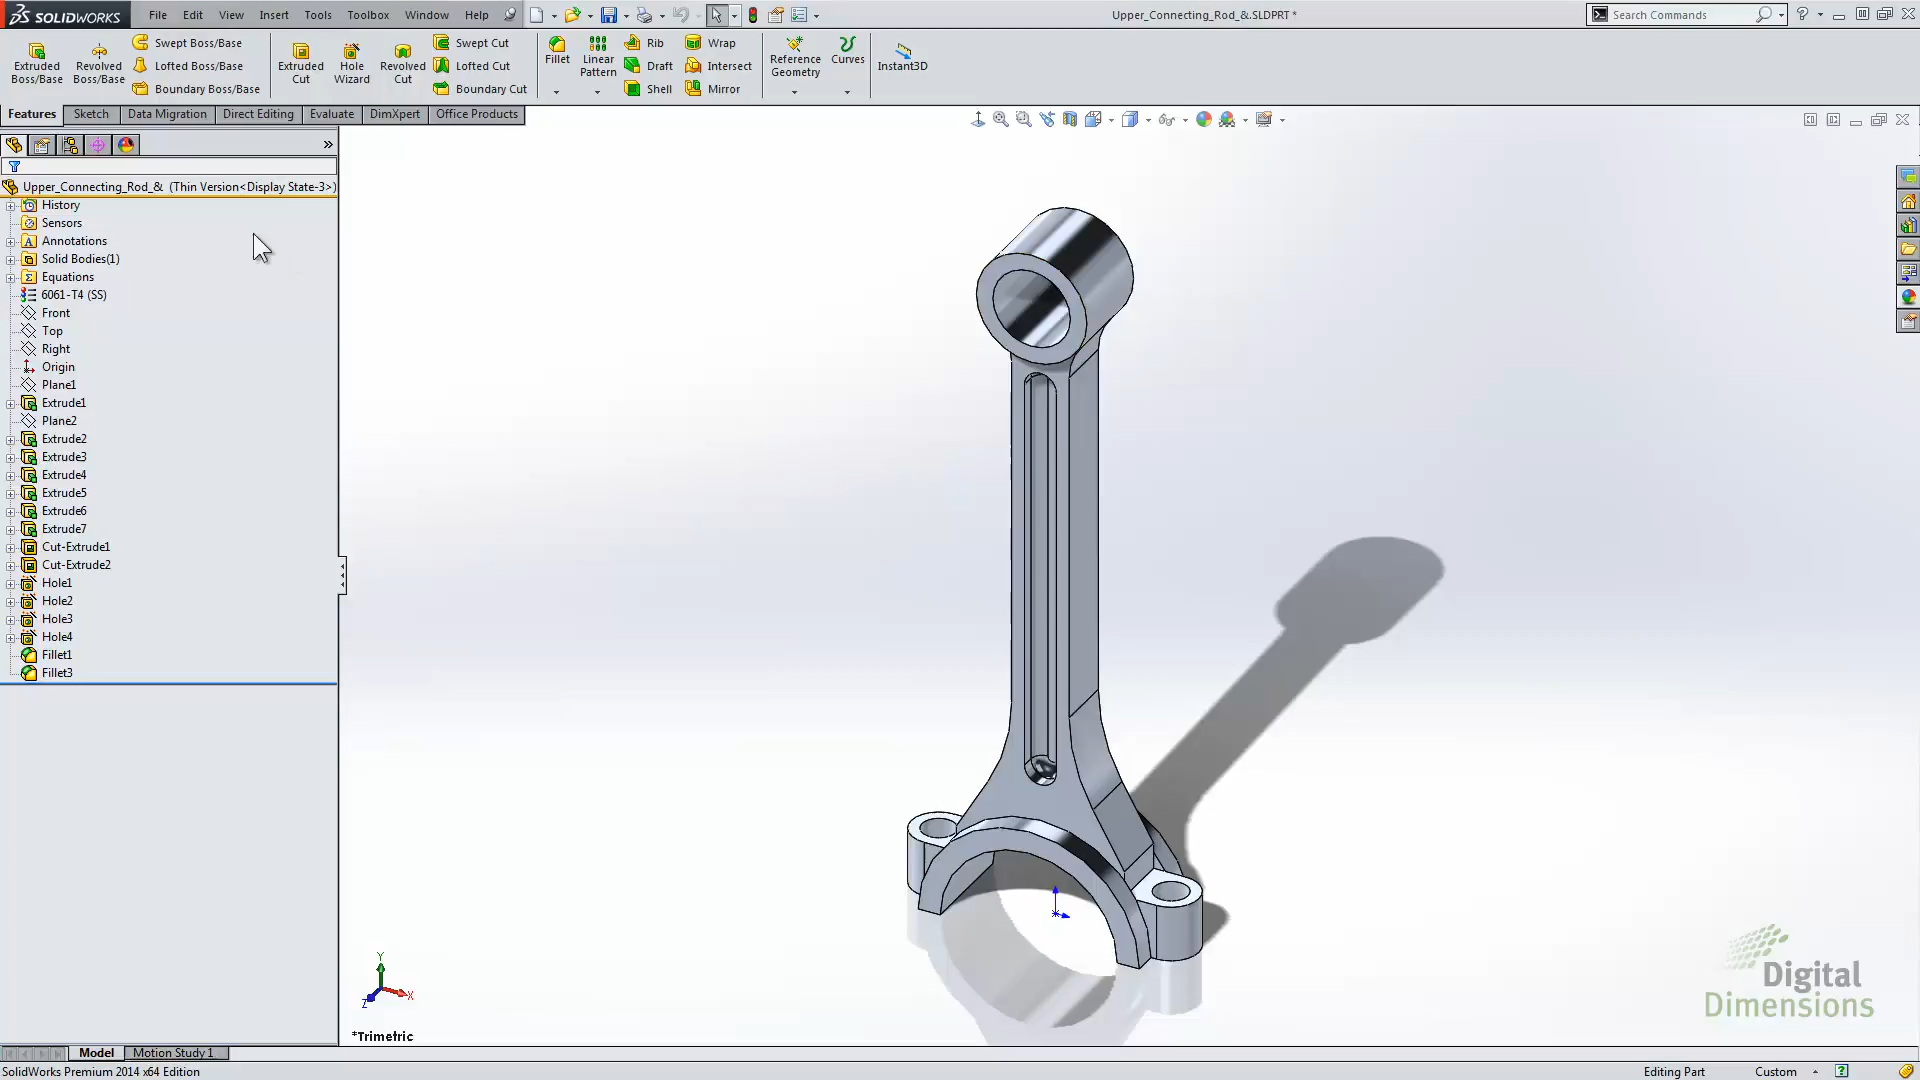 SOLIDWORKS File Edit View Insert Tools Toolbox Window Help Upper_Connecting_Rod_&.SLDPRT * Search Commands
Extruded Boss/Base
Revolved Boss/Base
Swept Boss/Base
Lofted Boss/Base
Boundary Boss/Base
Extruded Cut
Hole Wizard
Revolved Cut
Swept Cut
Lofted Cut
Boundary Cut
Fillet
Linear Pattern
Rib
Draft
Shell
Wrap
Intersect
Mirror
Reference Geometry
Curves
Instant3D
Features Sketch Data Migration Direct Editing Evaluate DimXpert Office Products
Upper_Connecting_Rod_& (Thin Version<Display State-3>)
History
Sensors
Annotations
Solid Bodies(1)
Equations
6061-T4 (SS)
Front
Top
Right
Origin
Plane1
Extrude1
Plane2
Extrude2
Extrude3
Extrude4
Extrude5
Extrude6
Extrude7
Cut-Extrude1
Cut-Extrude2
Hole1
Hole2
Hole3
Hole4
Fillet1
Fillet3
Y
X
Z
*Trimetric
Digital
Dimensions
Model Motion Study 1
SolidWorks Premium 2014 x64 Edition Editing Part Custom